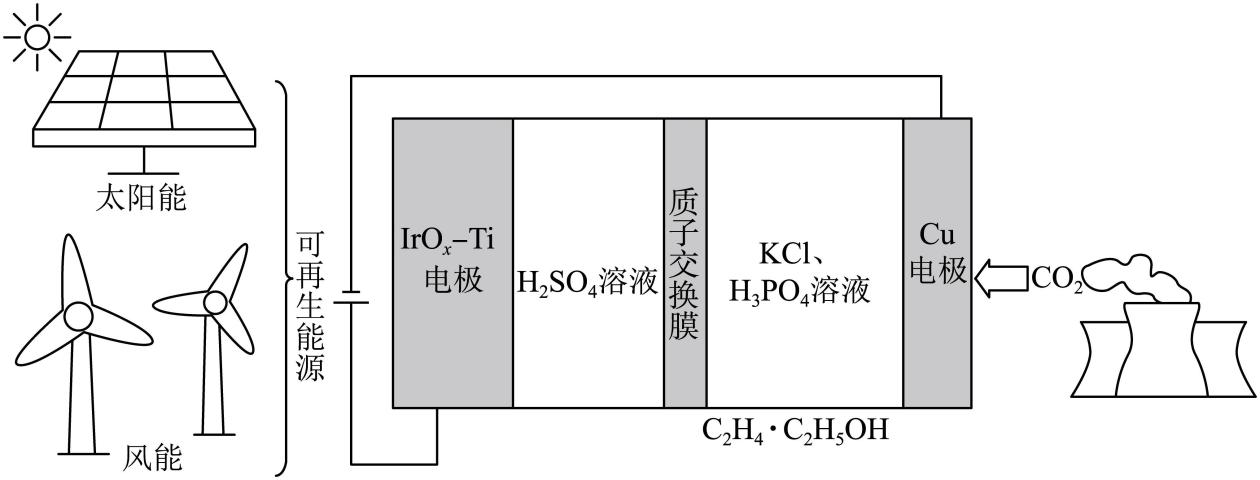 太阳能
风能
可再生能源
IrOₓ−Ti
电极
H₂SO₄溶液
质子交换膜
KCl、
H₃PO₄溶液
Cu
电极
CO₂
C₂H₄·C₂H₅OH